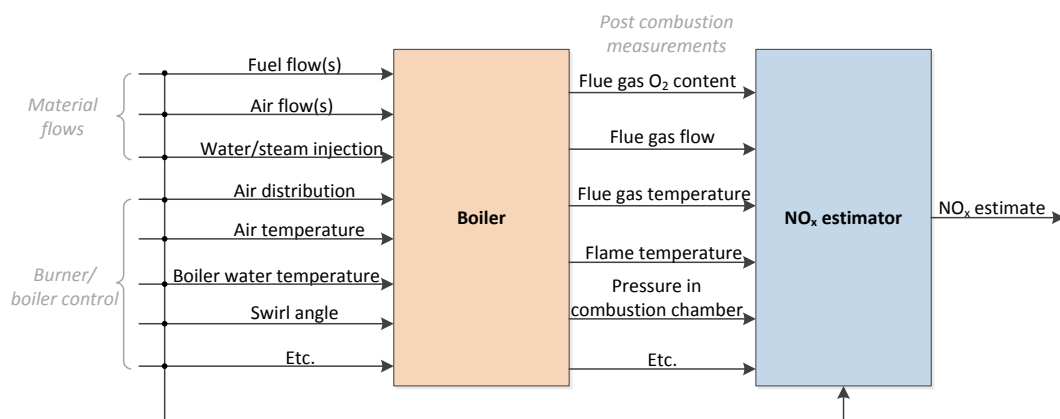 Post combustion
measurements
Material
flows
Fuel flow(s)
Air flow(s)
Water/steam injection
Burner/
boiler control
Air distribution
Air temperature
Boiler water temperature
Swirl angle
Etc.
Boiler
Flue gas O₂ content
Flue gas flow
Flue gas temperature
Flame temperature
Pressure in
combustion chamber
Etc.
NOₓ estimator
NOₓ estimate